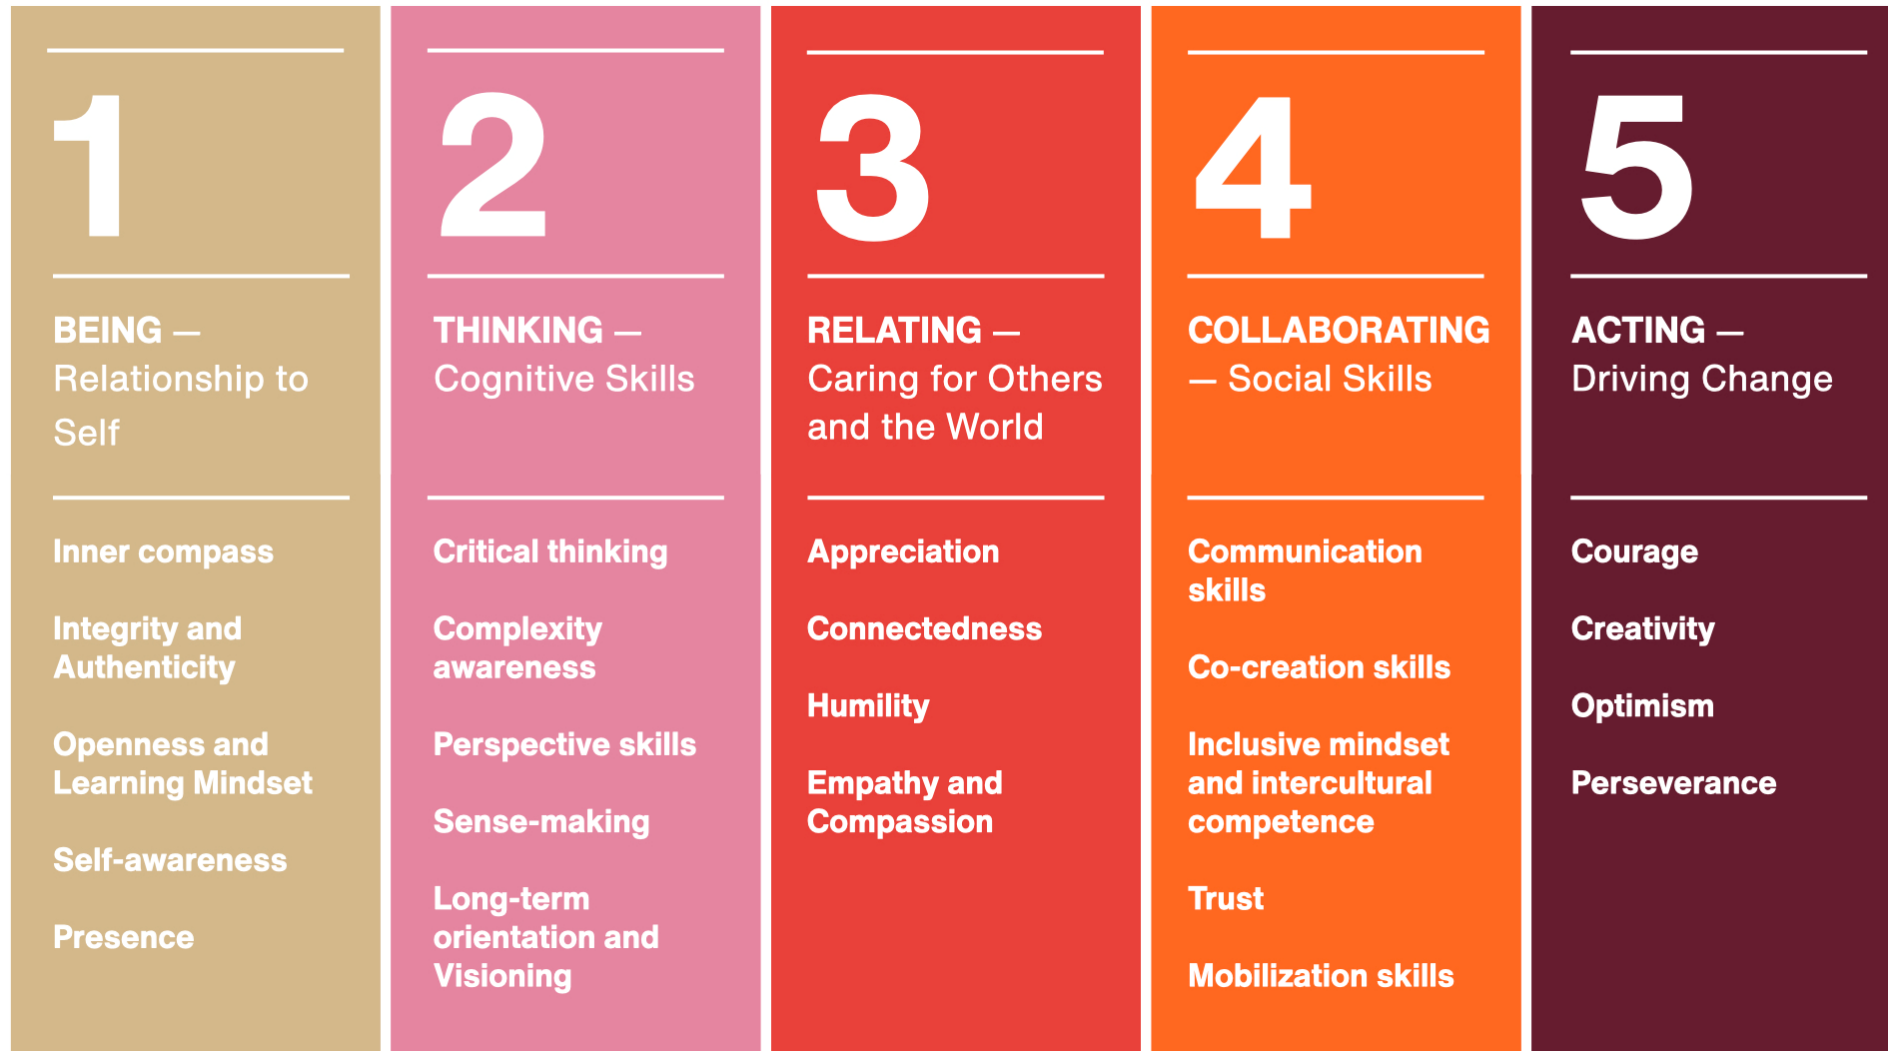 1
BEING —
Relationship to
Self
Inner compass
Integrity and
Authenticity
Openness and
Learning Mindset
Self-awareness
Presence
2
THINKING —
Cognitive Skills
Critical thinking
Complexity
awareness
Perspective skills
Sense-making
Long-term
orientation and
Visioning
3
RELATING —
Caring for Others
and the World
Appreciation
Connectedness
Humility
Empathy and
Compassion
4
COLLABORATING
— Social Skills
Communication
skills
Co-creation skills
Inclusive mindset
and intercultural
competence
Trust
Mobilization skills
5
ACTING —
Driving Change
Courage
Creativity
Optimism
Perseverance